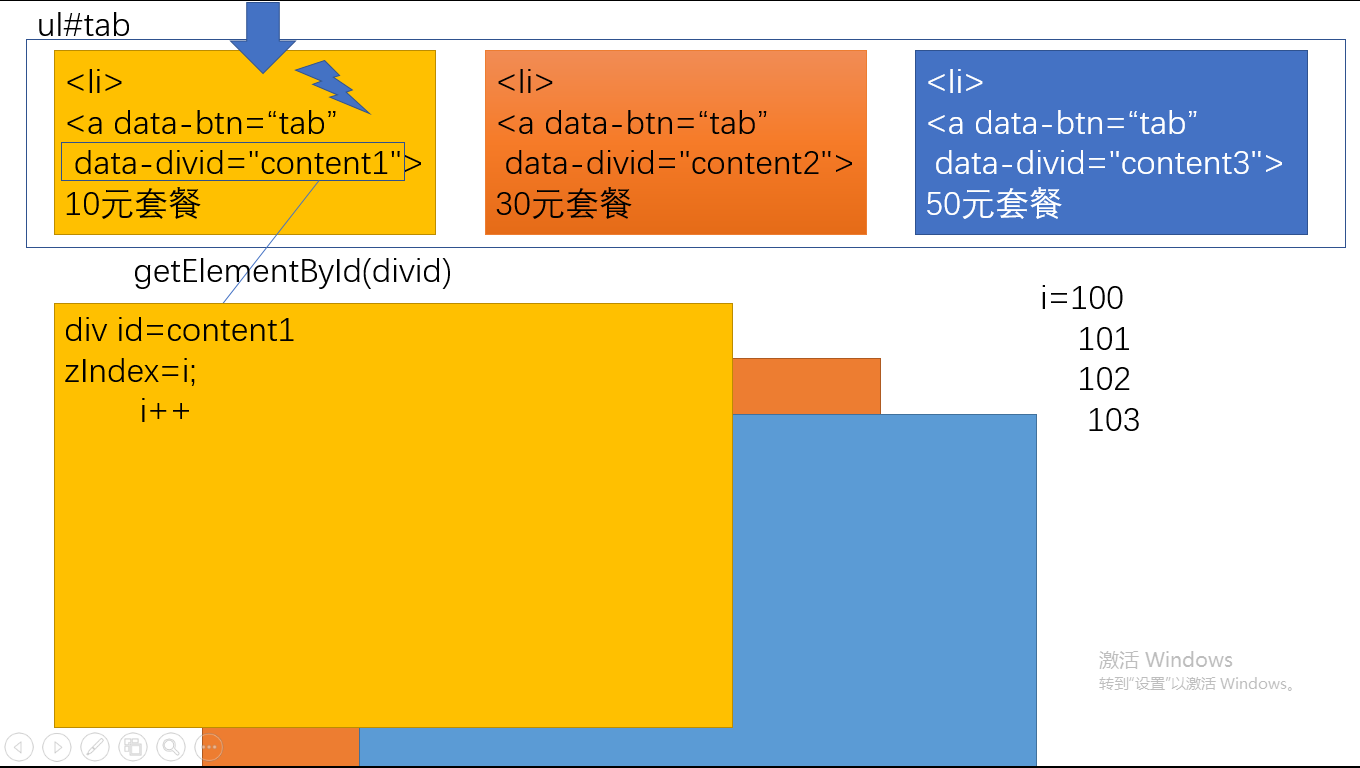 ul#tab
<li>
<a data-btn=“tab”
data-divid="content1">
10元套餐
<li>
<a data-btn=“tab”
data-divid="content2">
30元套餐
<li>
<a data-btn=“tab”
data-divid="content3">
50元套餐
getElementById(divid)
div id=content1
zIndex=i;
i++
i=100
101
102
103
激活 Windows
转到“设置”以激活 Windows。